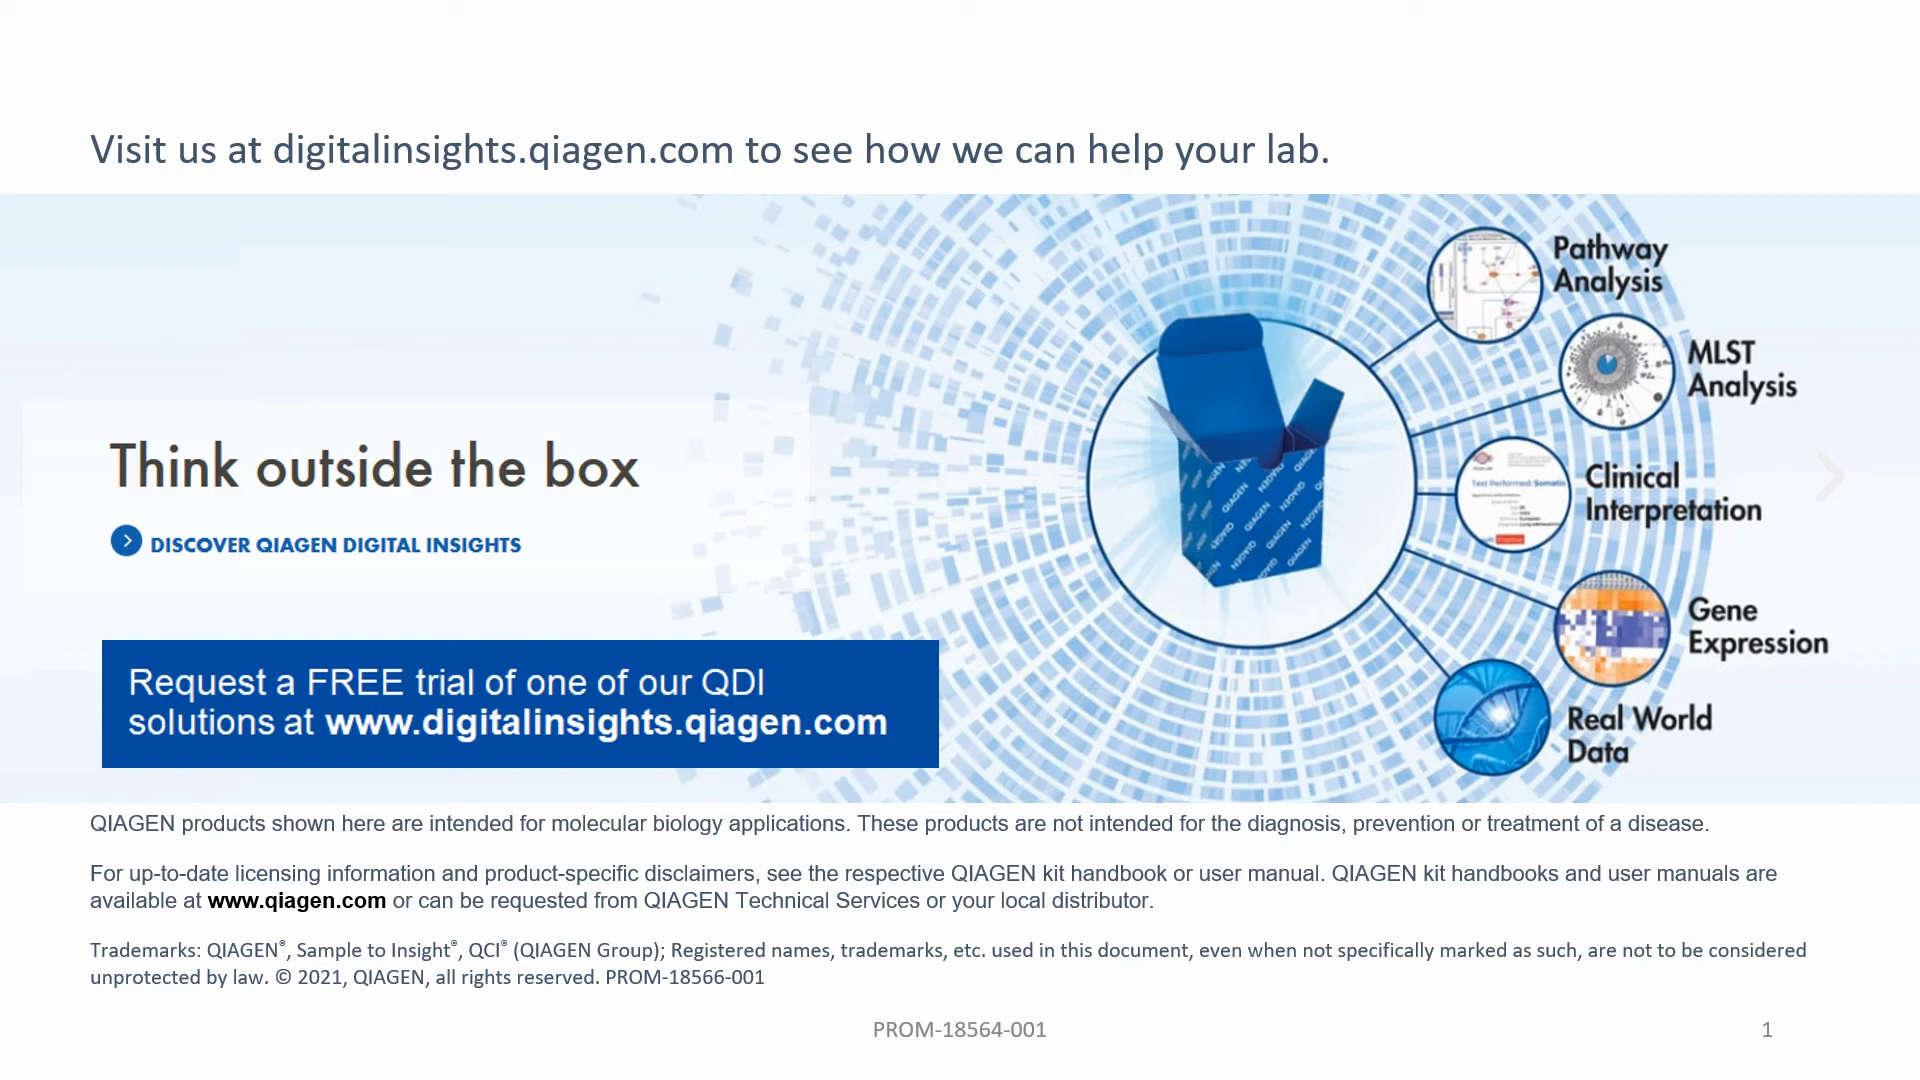 Visit us at digitalinsights.qiagen.com to see how we can help your lab.
Think outside the box
DISCOVER QIAGEN DIGITAL INSIGHTS
Request a FREE trial of one of our QDI
solutions at www.digitalinsights.qiagen.com
Pathway
Analysis
MLST
Analysis
Clinical
Interpretation
Test Performed: Somatic
Gene
Expression
Real World
Data
QIAGEN
QIAGEN products shown here are intended for molecular biology applications. These products are not intended for the diagnosis, prevention or treatment of a disease.
For up-to-date licensing information and product-specific disclaimers, see the respective QIAGEN kit handbook or user manual. QIAGEN kit handbooks and user manuals are
available at www.qiagen.com or can be requested from QIAGEN Technical Services or your local distributor.
Trademarks: QIAGEN®, Sample to Insight®, QCI® (QIAGEN Group); Registered names, trademarks, etc. used in this document, even when not specifically marked as such, are not to be considered
unprotected by law. © 2021, QIAGEN, all rights reserved. PROM-18566-001
PROM-18564-001
1